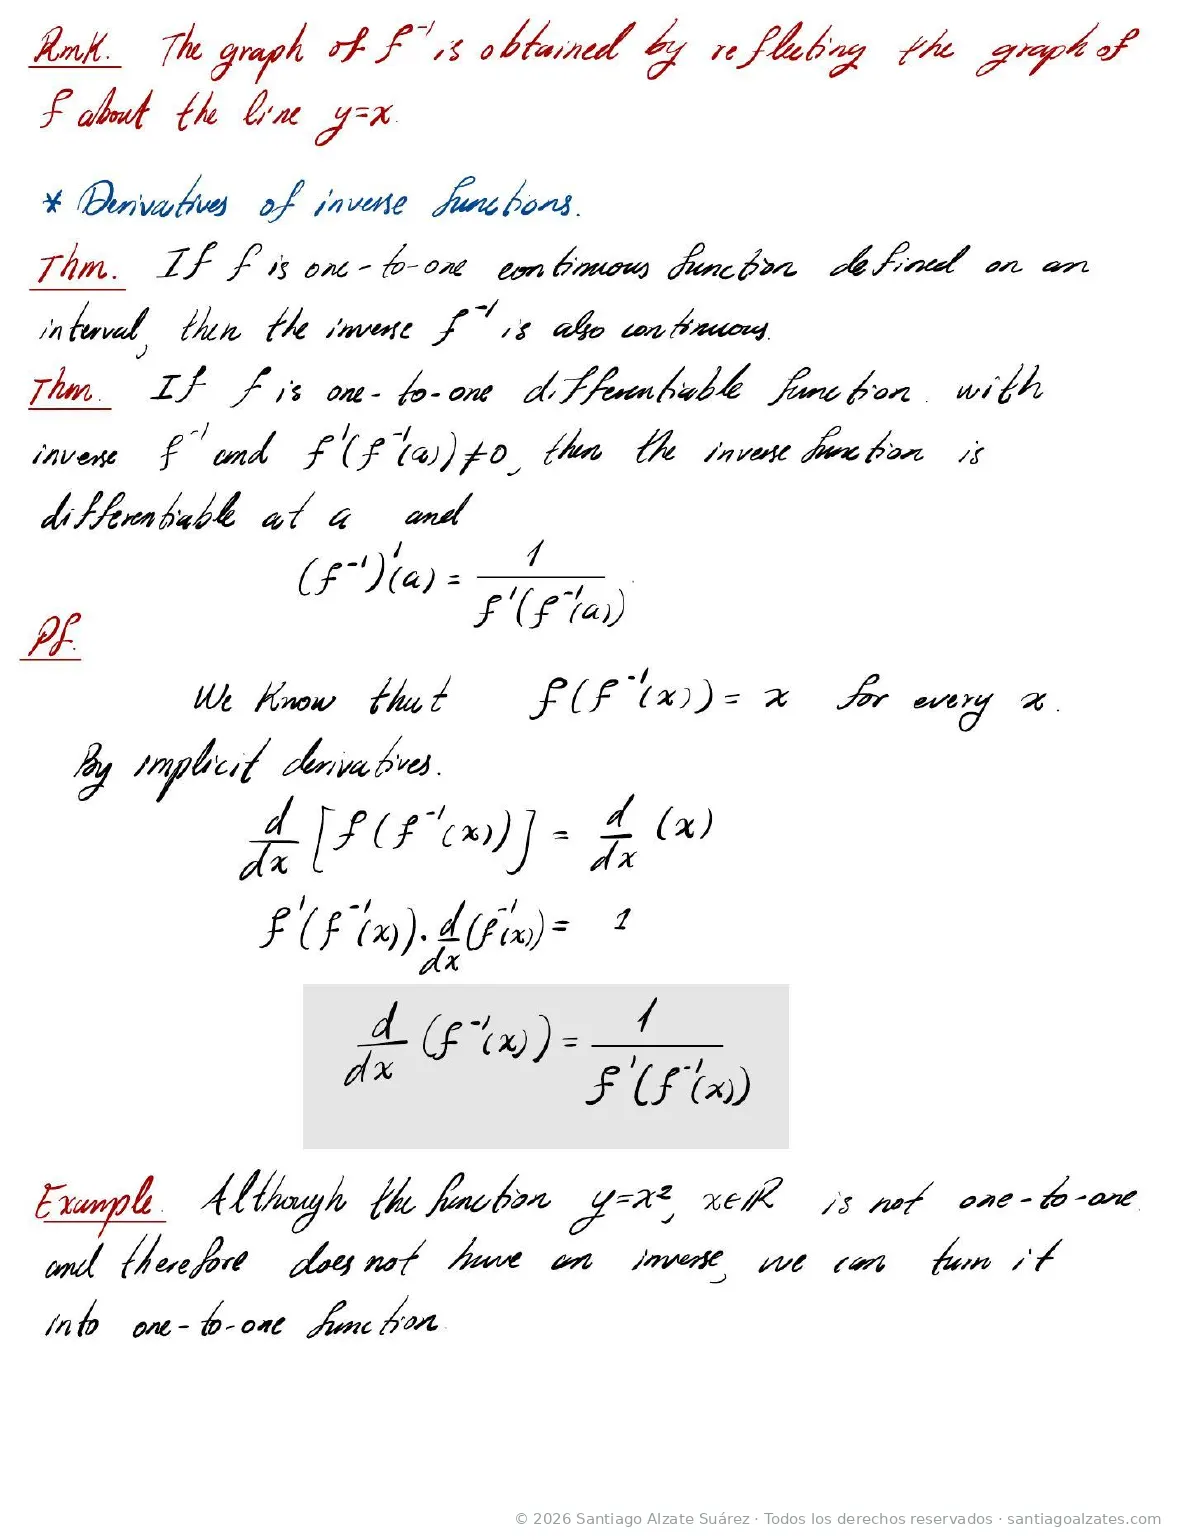 Rmk. The graph of f⁻¹ is obtained by reflecting the graph of
f about the line y=x.
* Derivatives of inverse functions.
Thm. If f is one-to-one continuous function defined on an
interval, then the inverse f⁻¹ is also continuous.
Thm. If f is one-to-one differentiable function. with
inverse f⁻¹ and f'(f⁻¹(a))≠0, then the inverse function is
differentiable at a and
(f⁻¹)'(a) = 1 / f'(f⁻¹(a))
Pf.
We know that f(f⁻¹(x)) = x for every x.
By implicit derivatives.
d/dx [f(f⁻¹(x))] = d/dx (x)
f'(f⁻¹(x)) · d/dx (f⁻¹(x)) = 1
d/dx (f⁻¹(x)) = 1 / f'(f⁻¹(x))
Example. Although the function y=x², x∈ℝ is not one-to-one
and therefore does not have an inverse, we can turn it
into one-to-one function.
© 2026 Santiago Alzate Suárez · Todos los derechos reservados · santiagoalzates.com